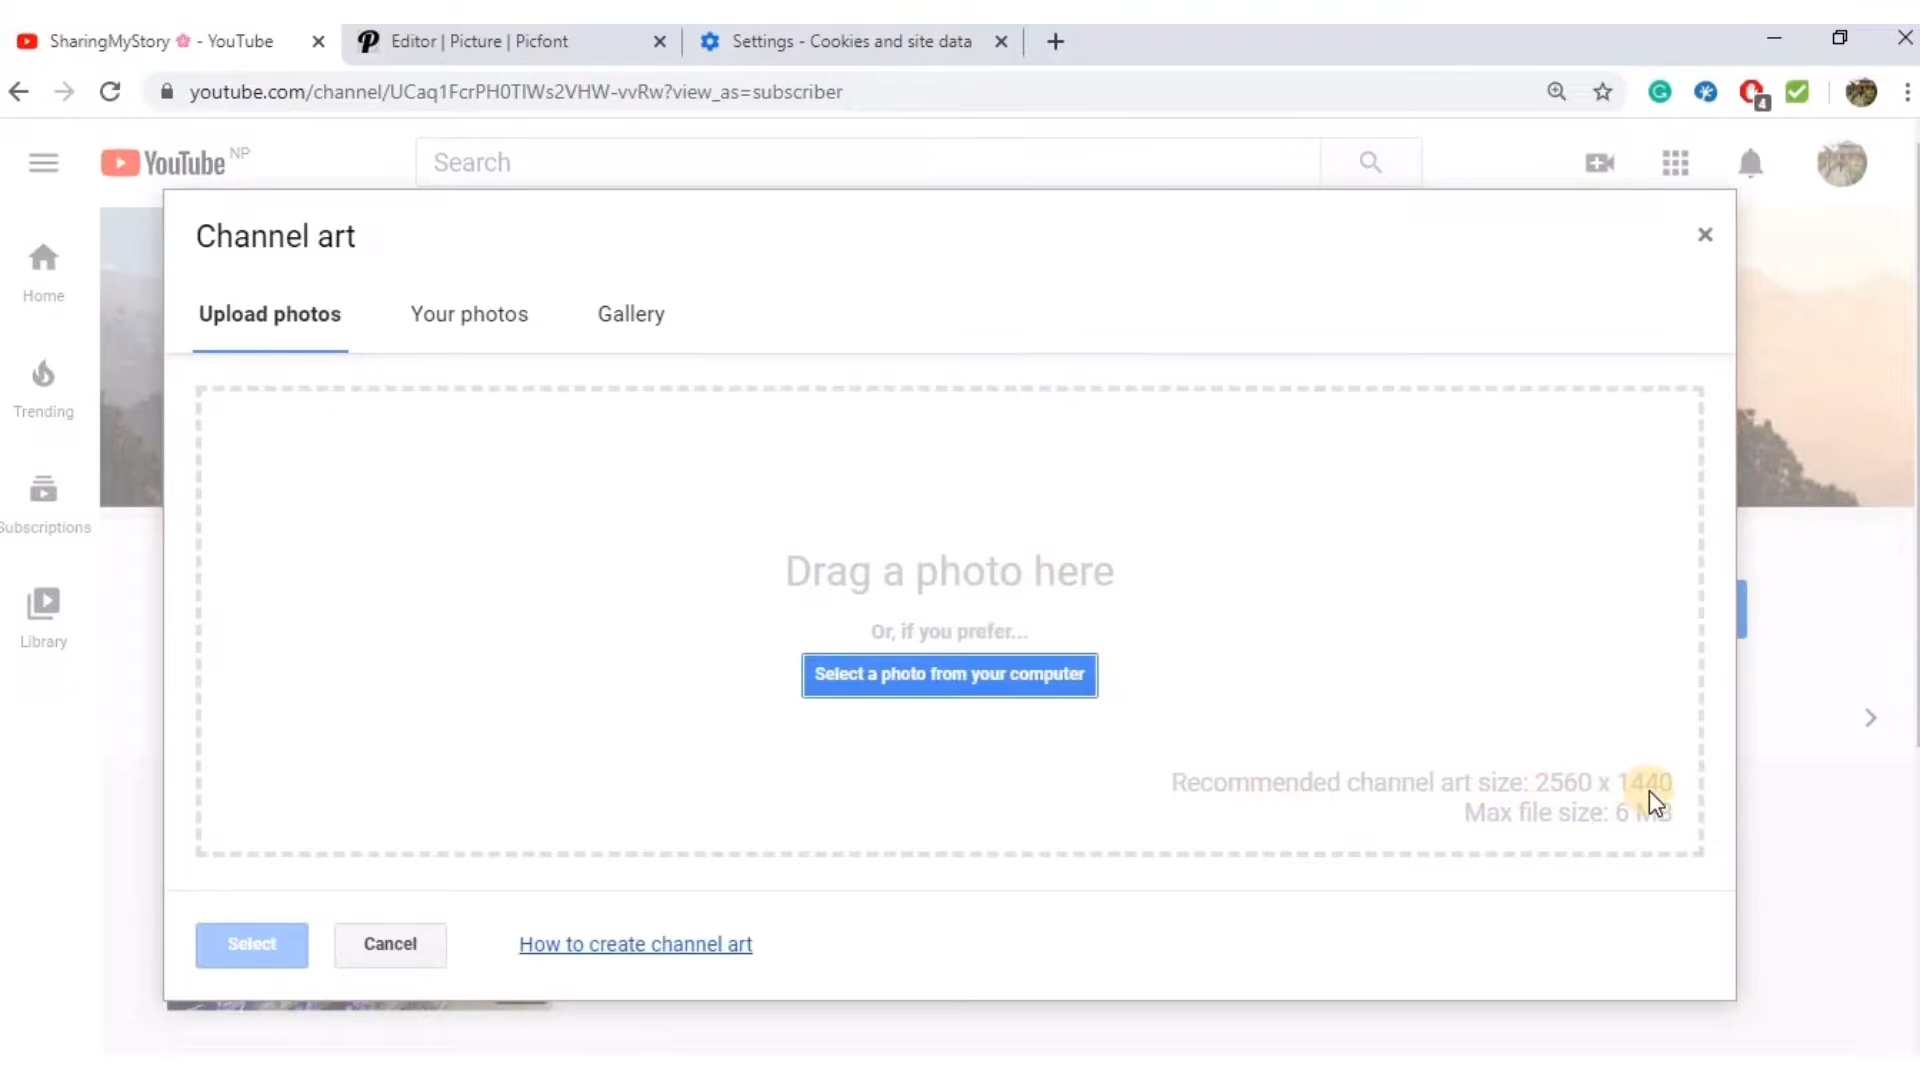 SharingMyStory 🌸 - YouTube
Editor | Picture | Picfont
Settings - Cookies and site data
youtube.com/channel/UCaq1FcrPH0TIWs2VHW-vvRw?view_as=subscriber
4
YouTube NP
Search
Home
Trending
Subscriptions
Library
Channel art
Upload photos
Your photos
Gallery
Drag a photo here
Or, if you prefer...
Select a photo from your computer
Recommended channel art size: 2560 x 1440
Max file size: 6 MB
Select
Cancel
How to create channel art